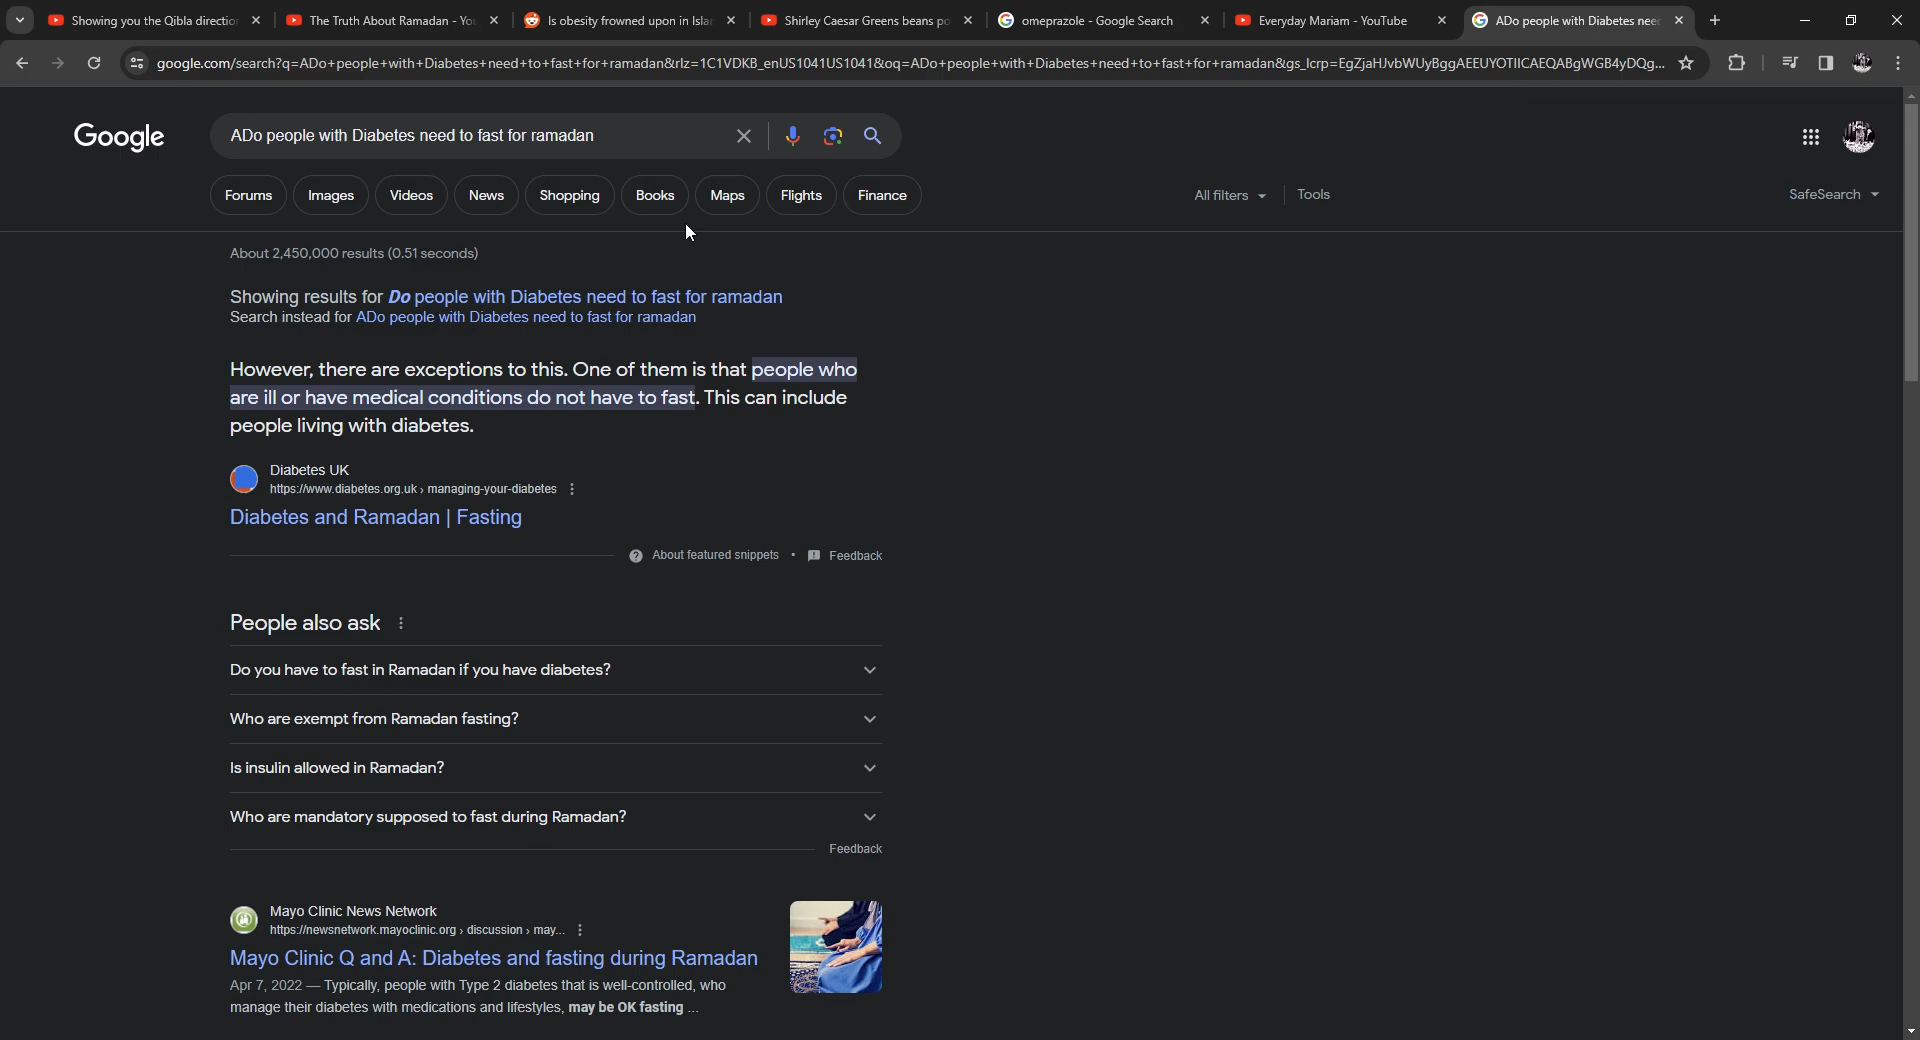 Showing you the Qibla direction
The Truth About Ramadan - You
Is obesity frowned upon in Islam
Shirley Caesar Greens beans po
omeprazole - Google Search
Everyday Mariam - YouTube
ADo people with Diabetes need
google.com/search?q=ADo+people+with+Diabetes+need+to+fast+for+ramadan&rlz=1C1VDKB_enUS1041US1041&oq=ADo+people+with+Diabetes+need+to+fast+for+ramadan&gs_lcrp=EgZjaHJvbWUyBggAEEUYOTIICAEQABgWGB4yDQg...
Google
ADo people with Diabetes need to fast for ramadan
Forums Images Videos News Shopping Books Maps Flights Finance All filters Tools SafeSearch
About 2,450,000 results (0.51 seconds)
Showing results for Do people with Diabetes need to fast for ramadan
Search instead for ADo people with Diabetes need to fast for ramadan
However, there are exceptions to this. One of them is that people who
are ill or have medical conditions do not have to fast. This can include
people living with diabetes.
Diabetes UK
https://www.diabetes.org.uk › managing-your-diabetes
Diabetes and Ramadan | Fasting
About featured snippets • Feedback
People also ask
Do you have to fast in Ramadan if you have diabetes?
Who are exempt from Ramadan fasting?
Is insulin allowed in Ramadan?
Who are mandatory supposed to fast during Ramadan?
Feedback
Mayo Clinic News Network
https://newsnetwork.mayoclinic.org › discussion › may...
Mayo Clinic Q and A: Diabetes and fasting during Ramadan
Apr 7, 2022 — Typically, people with Type 2 diabetes that is well-controlled, who
manage their diabetes with medications and lifestyles, may be OK fasting ...